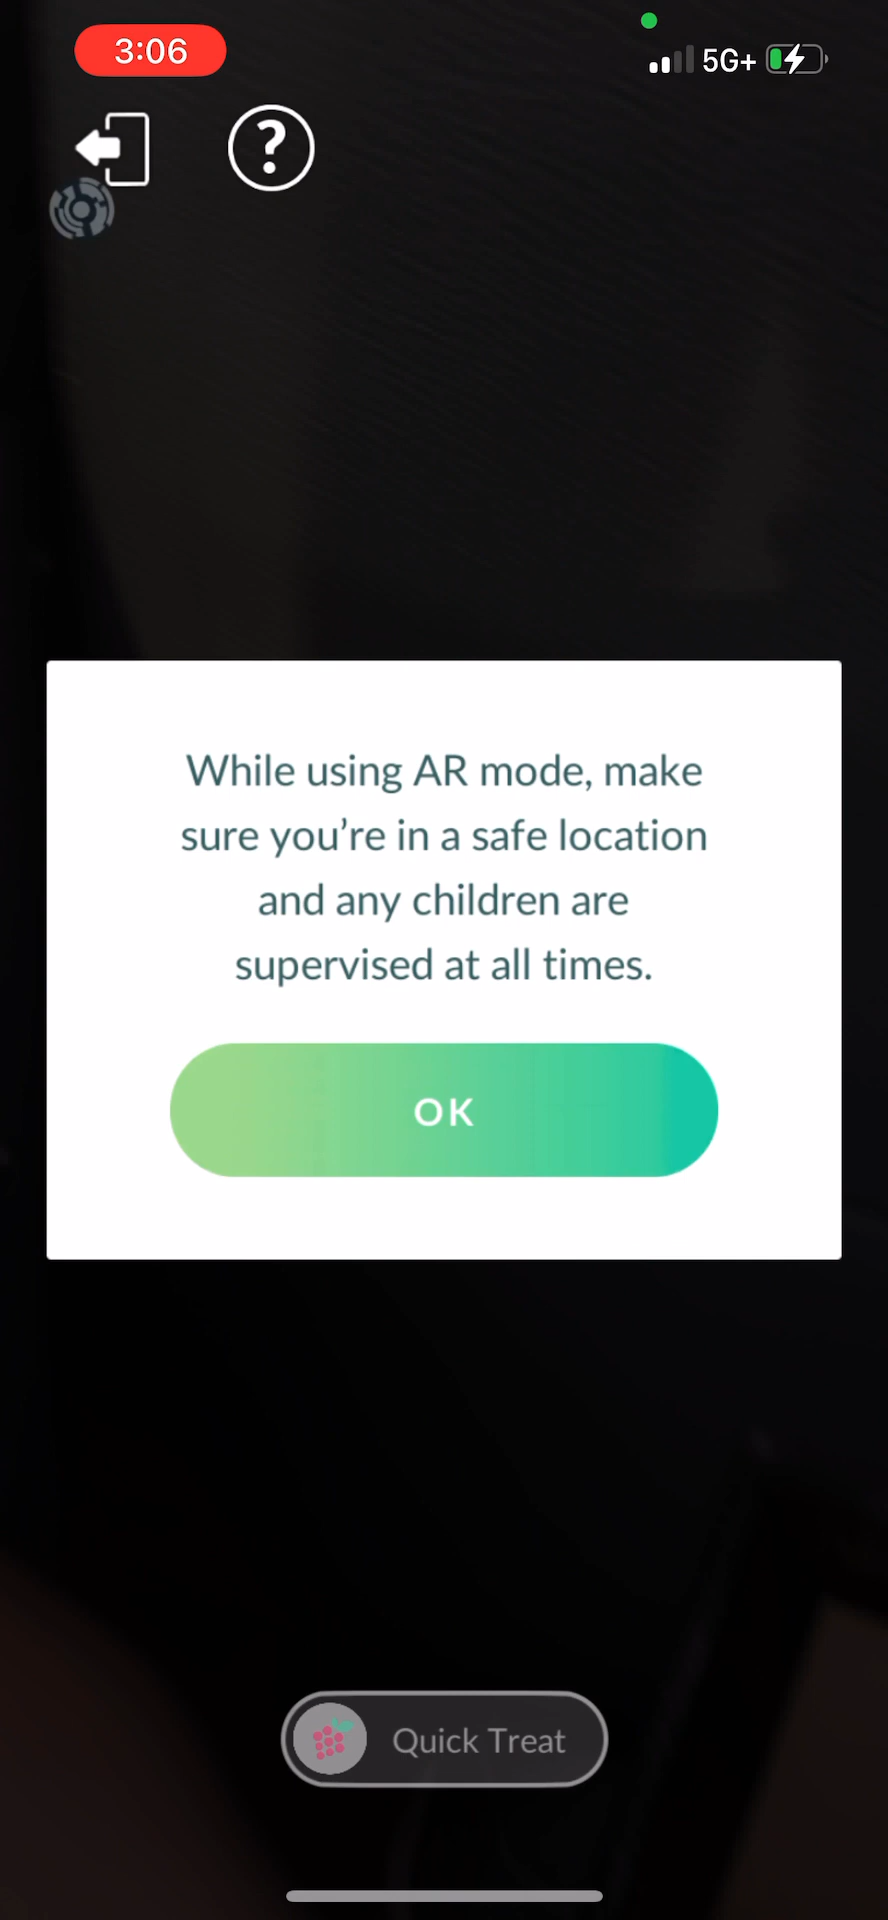 3:06
5G+
?
While using AR mode, make
sure you’re in a safe location
and any children are
supervised at all times.
OK
Quick Treat